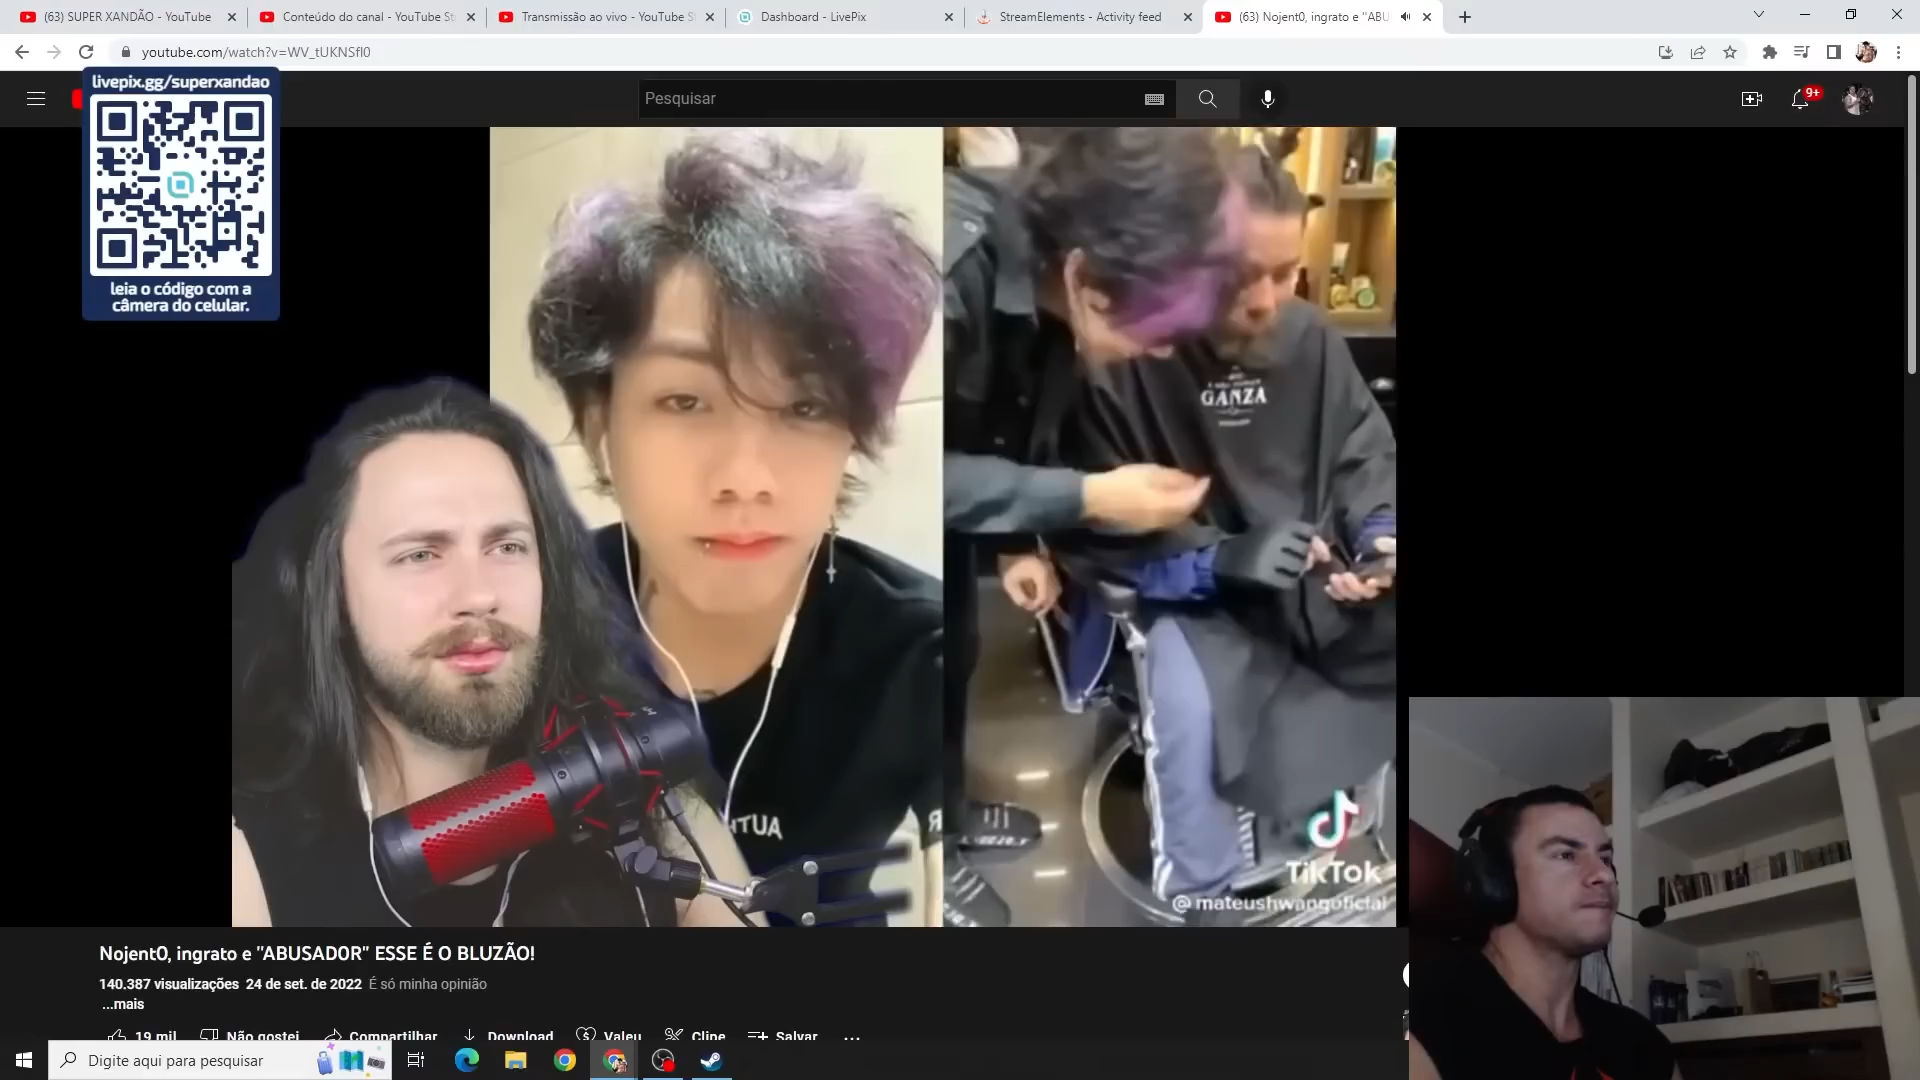 (63) SUPER XANDÃO - YouTube
Conteúdo do canal - YouTube St
Transmissão ao vivo - YouTube S
Dashboard - LivePix
StreamElements - Activity feed
(63) Nojent0, ingrato e "ABU
youtube.com/watch?v=WV_tUKNSfI0
livepix.gg/superxandao
Pesquisar
9+
leia o código com a
câmera do celular.
GANZA
TikTok
@mateushwangoficial
Nojent0, ingrato e "ABUSAD0R" ESSE É O BLUZÃO!
140.387 visualizações 24 de set. de 2022 É só minha opinião
...mais
19 mil Não gostei Compartilhar Download Valeu Clipe Salvar ...
Digite aqui para pesquisar